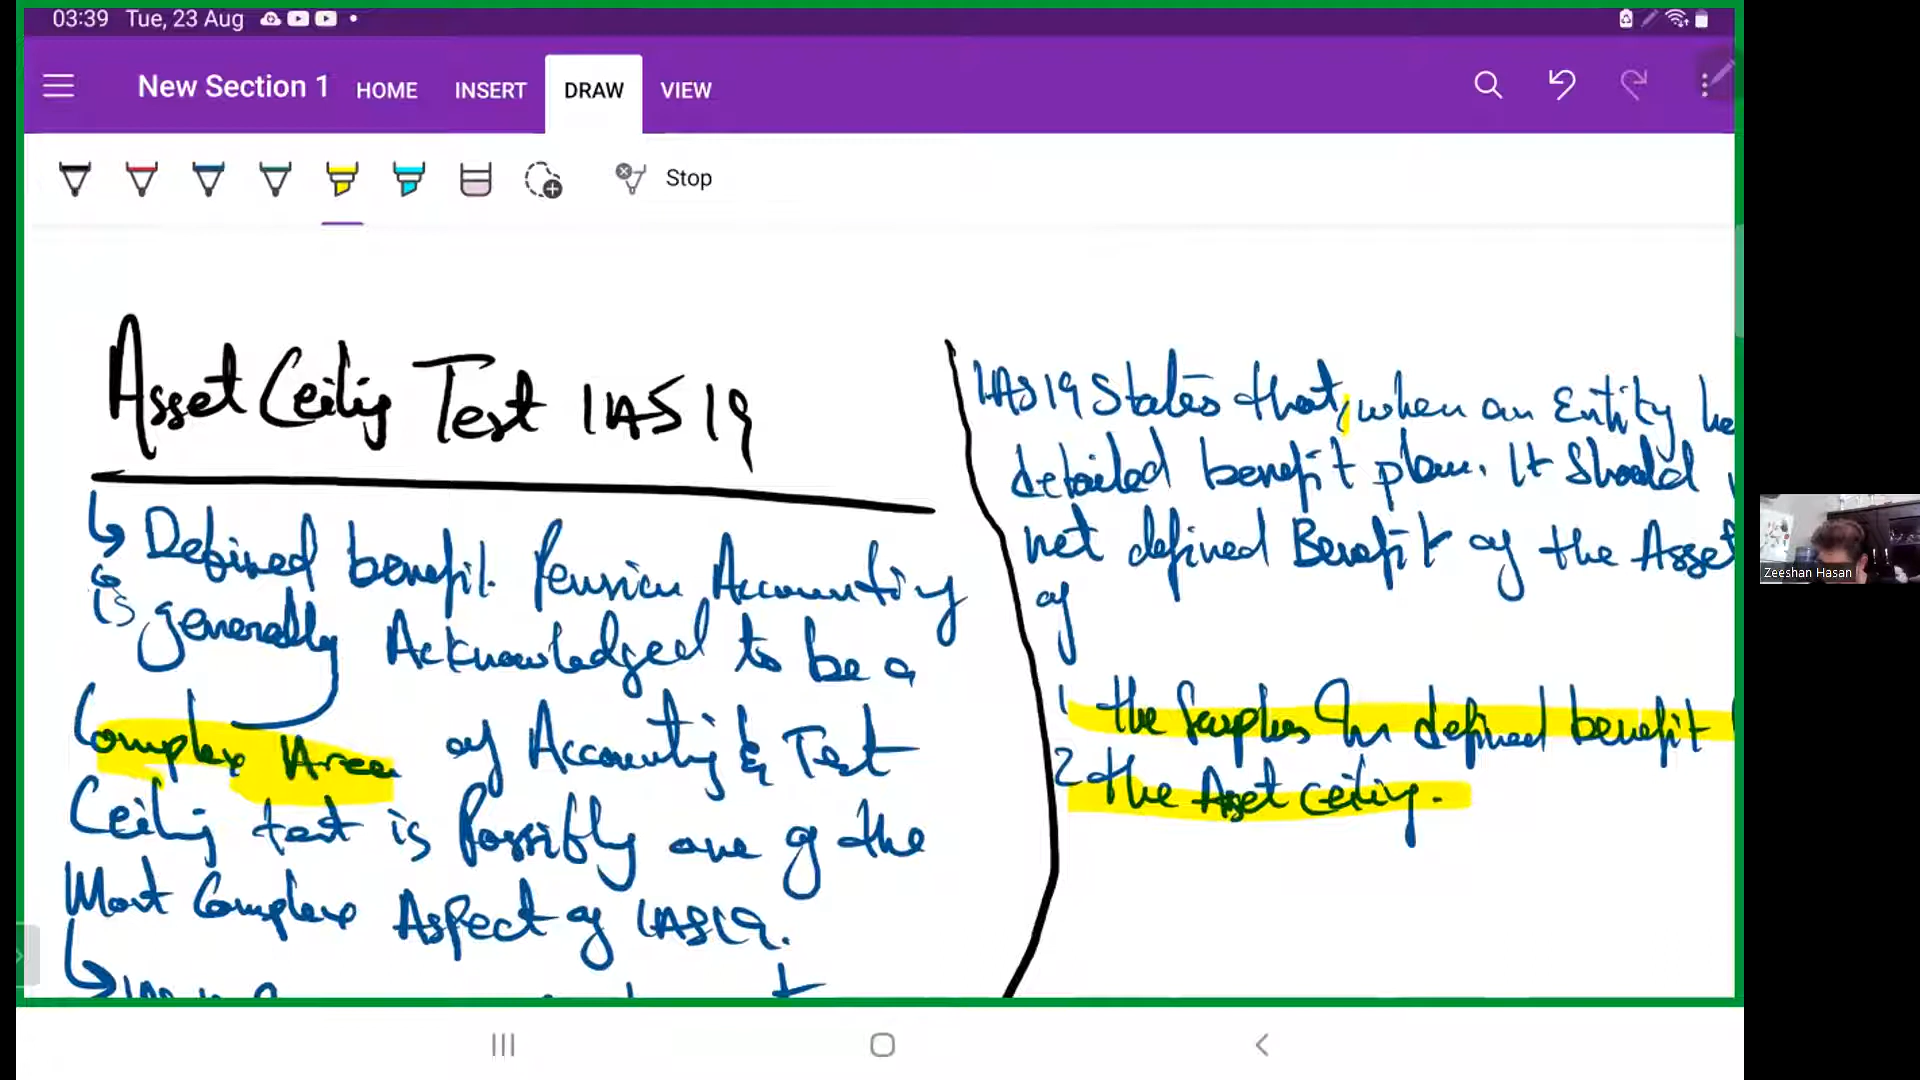 03:39 Tue, 23 Aug
New Section 1 HOME INSERT DRAW VIEW
Stop
Asset Ceilig Test IAS 19
Defined benefit Pension Accounting
is generally Acknowledged to be a
Complex Area of Accounting & Test
Ceiling test is Possibly one of the
Most Complex Aspect of IAS19.
IAS19 States that, when an Entity
detailed benefit plan. It Should
net defined Benefit of the Asset
of
1 the Surplus In defined benefit
2 the Asset ceiling.
Zeeshan Hasan